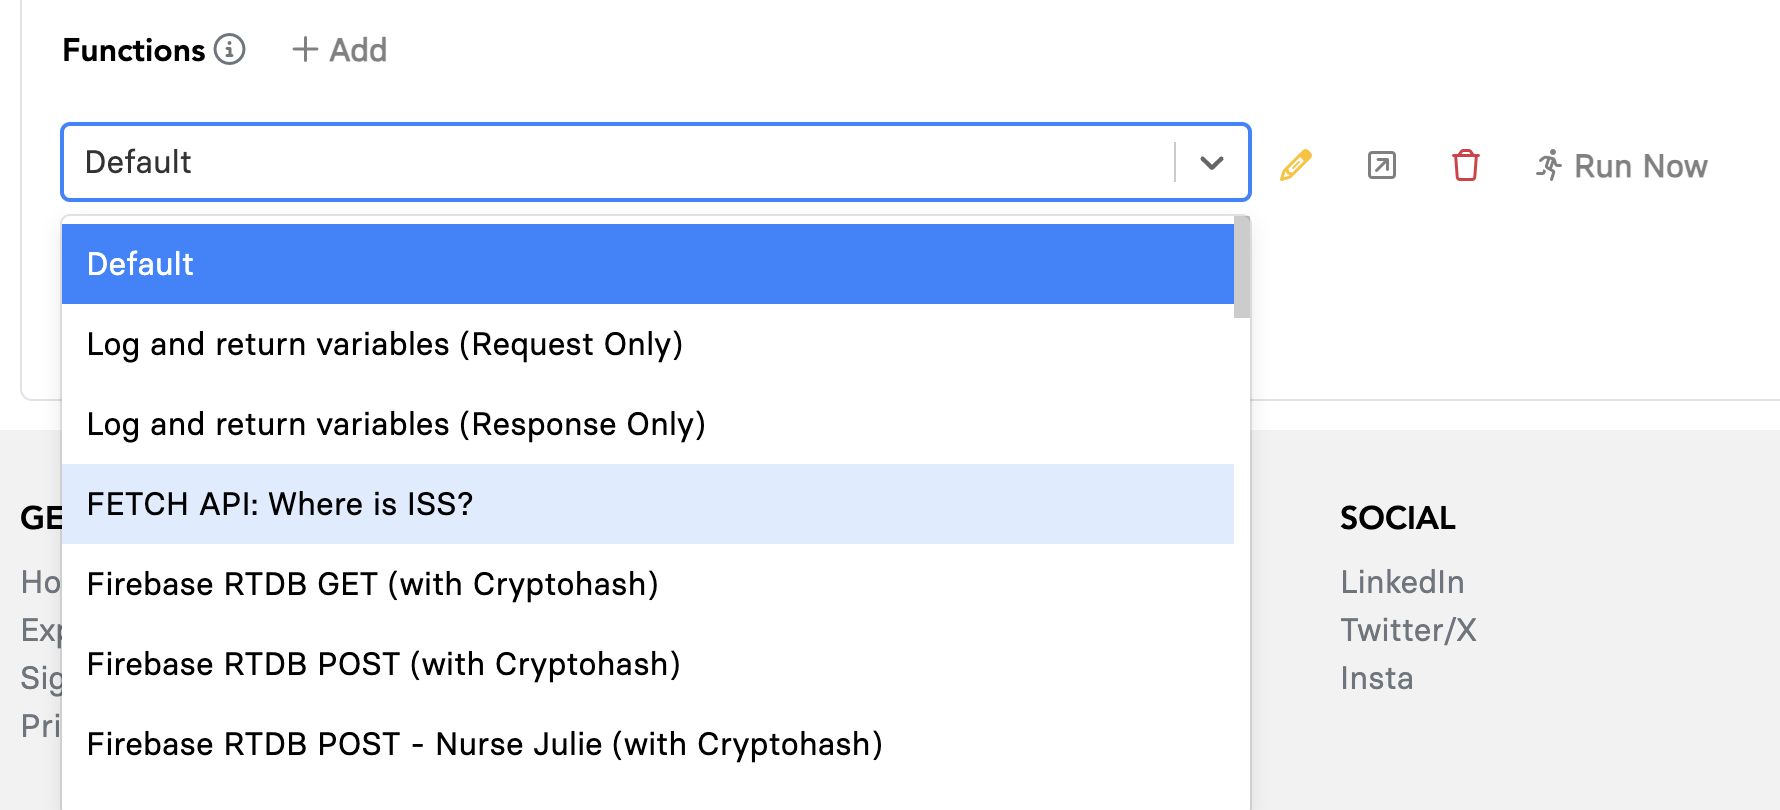 Functions
+ Add
Default
Run Now
Default
Log and return variables (Request Only)
Log and return variables (Response Only)
FETCH API: Where is ISS?
Firebase RTDB GET (with Cryptohash)
Firebase RTDB POST (with Cryptohash)
Firebase RTDB POST - Nurse Julie (with Cryptohash)
GE
Ho
Exp
Sig
Pri
SOCIAL
LinkedIn
Twitter/X
Insta